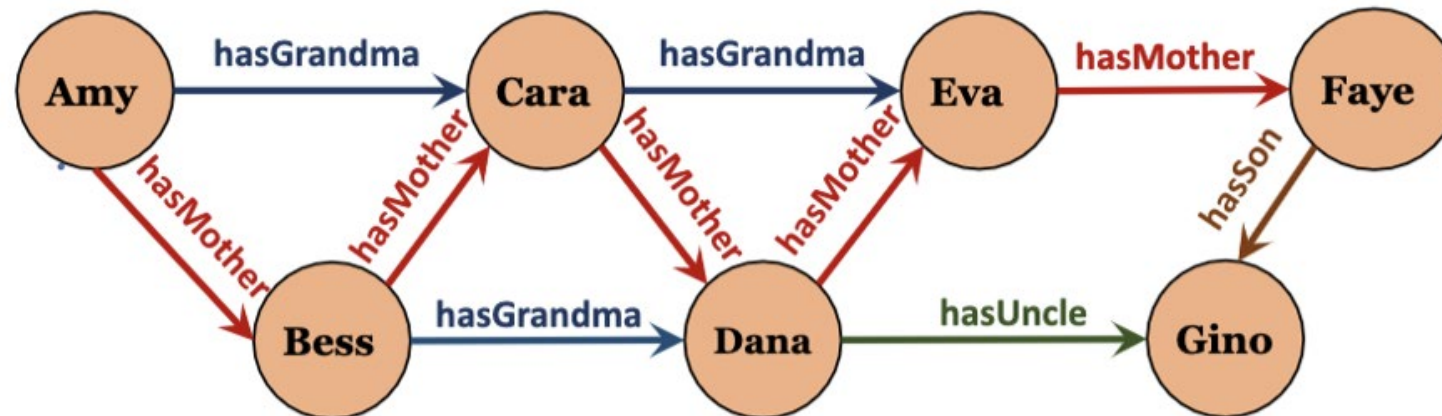 hasGrandma
hasGrandma
hasMother
Amy
Cara
Eva
Faye
hasMother
hasMother
hasMother
hasMother
hasSon
hasGrandma
hasUncle
Bess
Dana
Gino